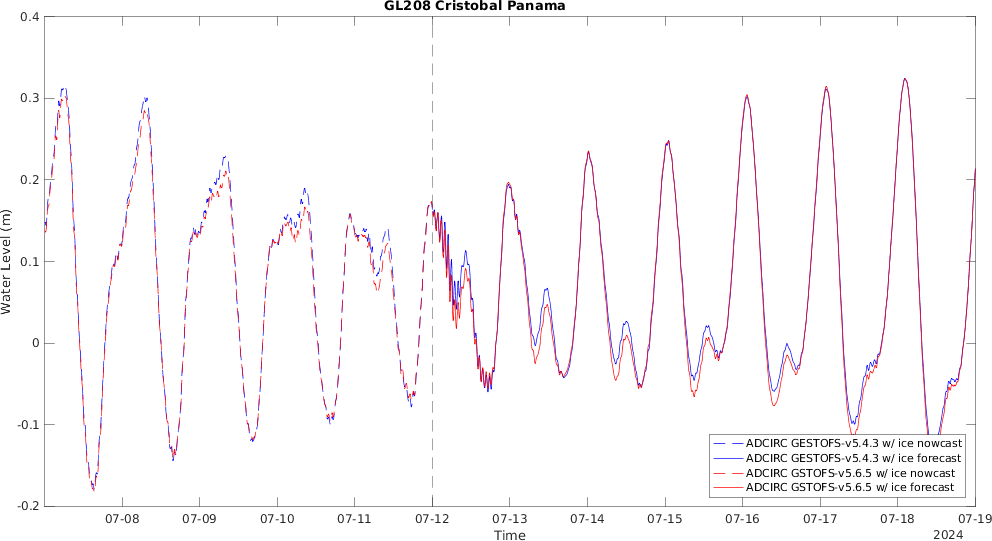 GL208 Cristobal Panama
0.4
0.3
0.2
0.1
0
-0.1
-0.2
Water Level (m)
ADCIRC GESTOFS-v5.4.3 w/ ice nowcast
ADCIRC GESTOFS-v5.4.3 w/ ice forecast
ADCIRC GSTOFS-v5.6.5 w/ ice nowcast
ADCIRC GSTOFS-v5.6.5 w/ ice forecast
07-08 07-09 07-10 07-11 07-12 07-13 07-14 07-15 07-16 07-17 07-18 07-19
Time
2024